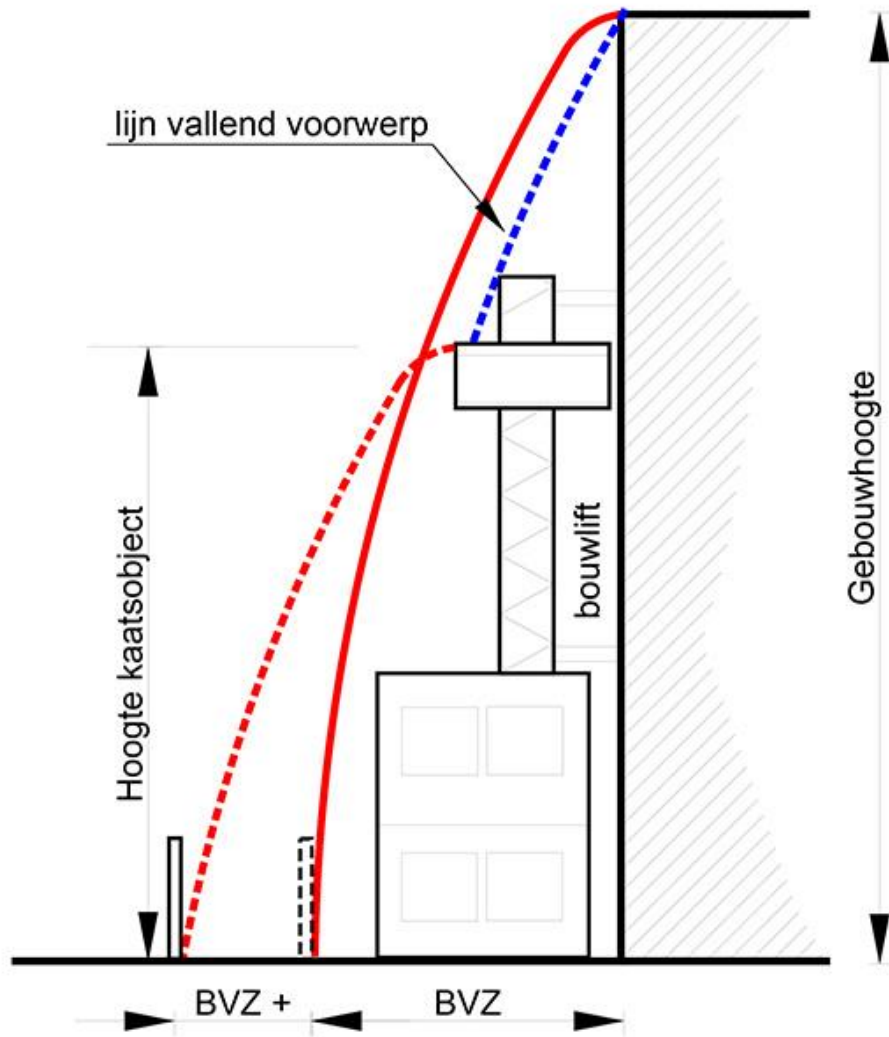 lijn vallend voorwerp
Hoogte kaatsobject
bouwlift
Gebouwhoogte
BVZ +
BVZ